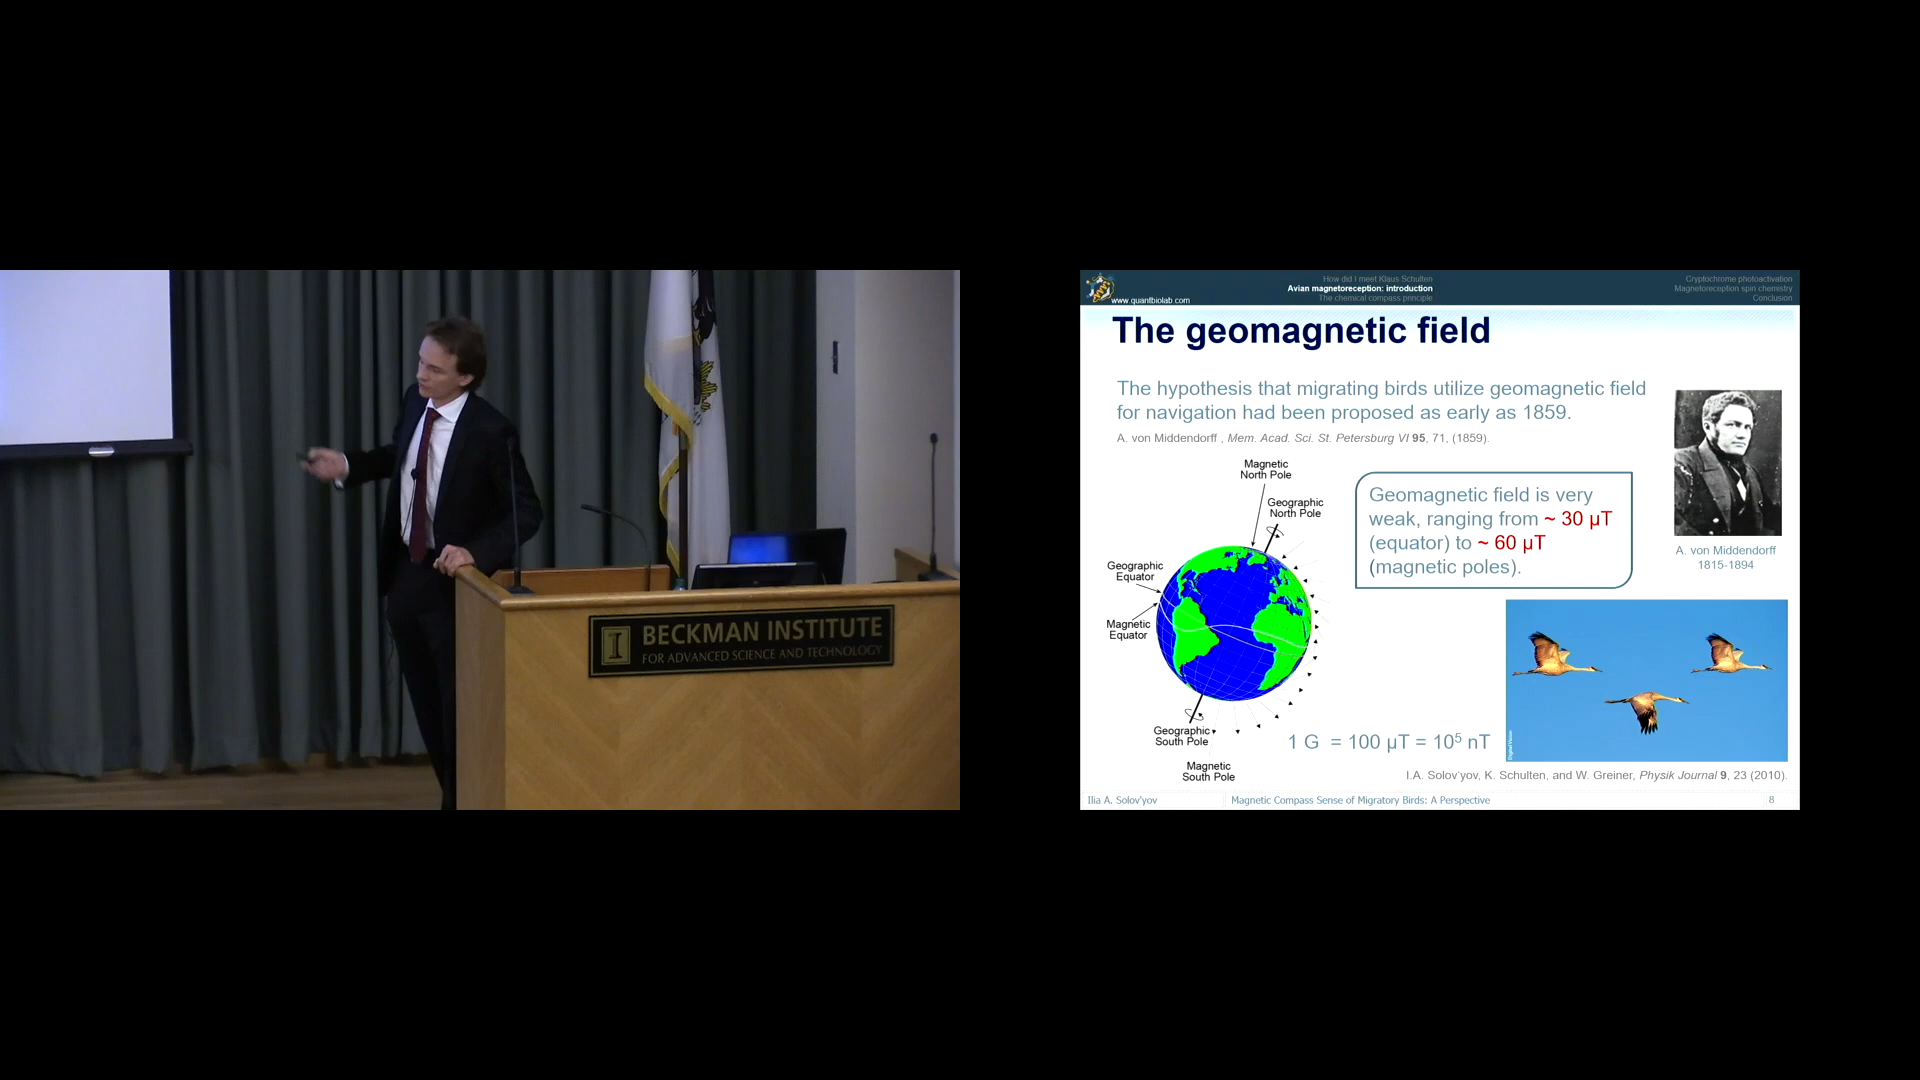 BECKMAN INSTITUTE
FOR ADVANCED SCIENCE AND TECHNOLOGY
www.quantbiolab.com
How did I meet Klaus Schulten
Avian magnetoreception: introduction
The chemical compass principle
Cryptochrome photoactivation
Magnetoreception spin chemistry
Conclusion
The geomagnetic field
The hypothesis that migrating birds utilize geomagnetic field
for navigation had been proposed as early as 1859.
A. von Middendorff , Mem. Acad. Sci. St. Petersburg VI 95, 71, (1859).
Magnetic
North Pole
Geographic
North Pole
Geographic
Equator
Magnetic
Equator
Geographic
South Pole
Magnetic
South Pole
Geomagnetic field is very
weak, ranging from ~ 30 µT
(equator) to ~ 60 µT
(magnetic poles).
A. von Middendorff
1815-1894
1 G = 100 µT = 10⁵ nT
I.A. Solov'yov, K. Schulten, and W. Greiner, Physik Journal 9, 23 (2010).
Ilia A. Solov'yov
Magnetic Compass Sense of Migratory Birds: A Perspective
8